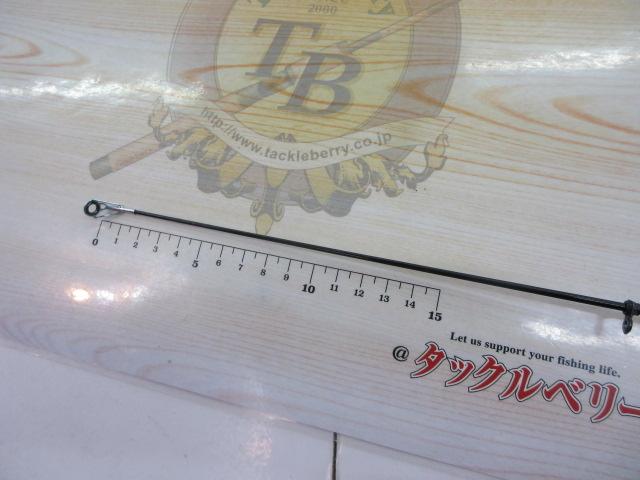 2000
TB
http://www.tackleberry.co.jp
0 1 2 3 4 5 6 7 8 9 10 11 12 13 14 15
Let us support your fishing life.
@タックルベリー